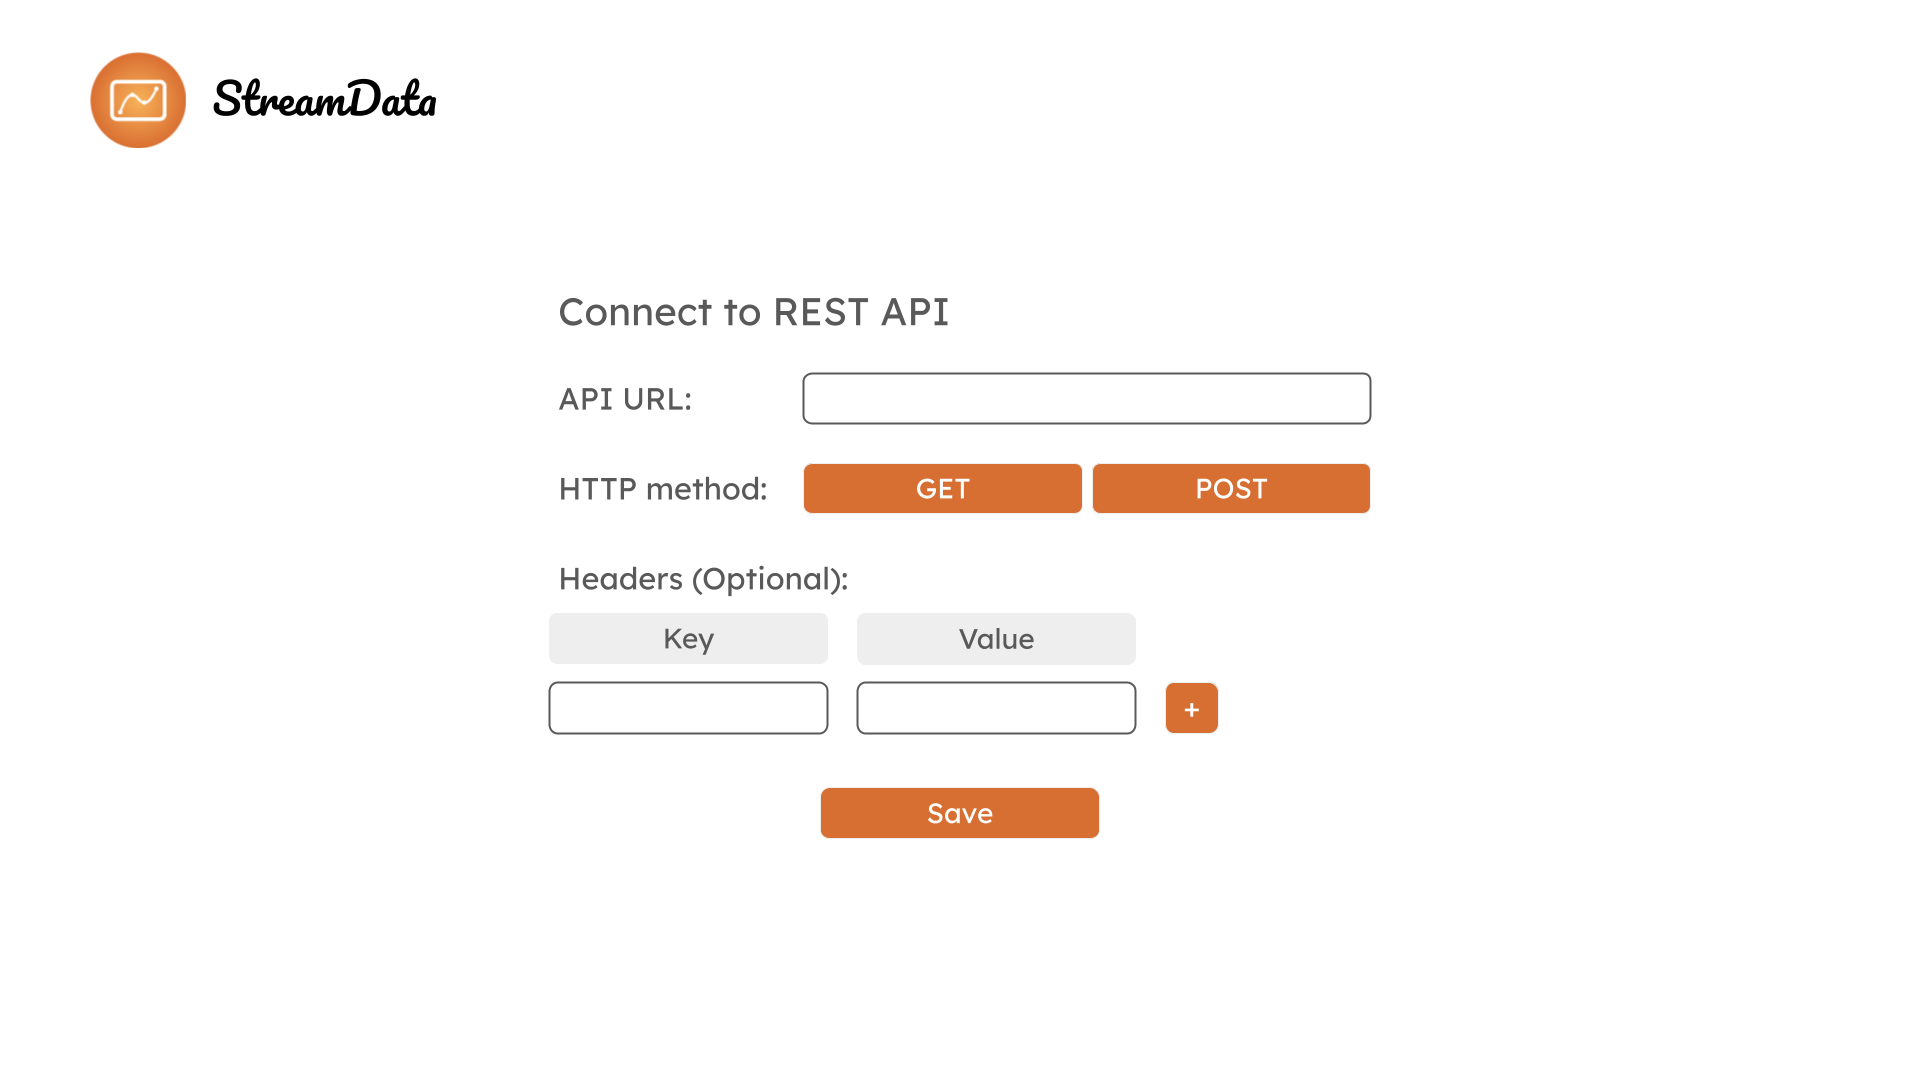 StreamData
Connect to REST API
API URL:
HTTP method: GET POST
Headers (Optional):
Key Value
+
Save